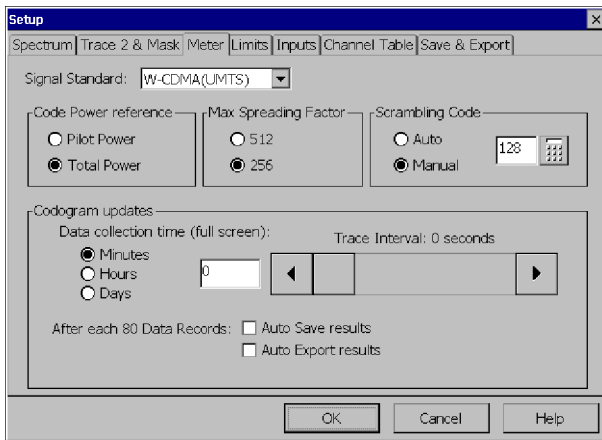 Setup
Spectrum Trace 2 & Mask Meter Limits Inputs Channel Table Save & Export
Signal Standard: W-CDMA(UMTS)
Code Power reference
Pilot Power
Total Power
Max Spreading Factor
512
256
Scrambling Code
Auto
Manual
128
Codogram updates
Data collection time (full screen):
Minutes
Hours
Days
0
Trace Interval: 0 seconds
After each 80 Data Records:
Auto Save results
Auto Export results
OK Cancel Help